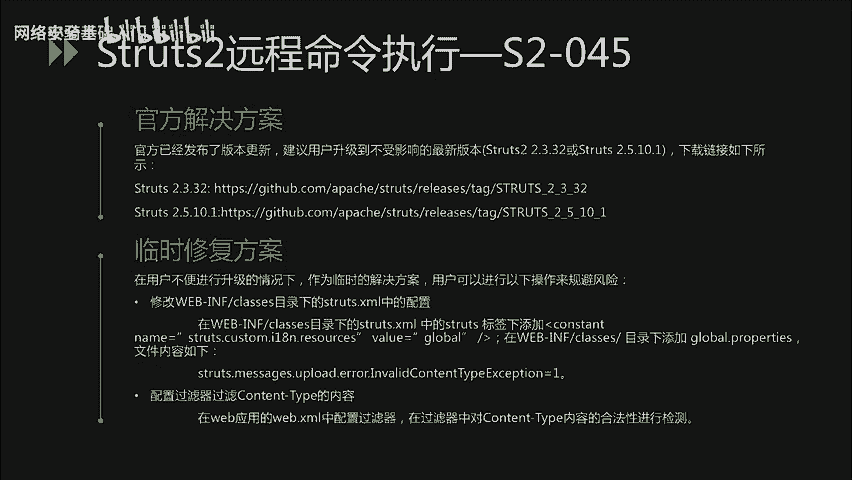 网络安全基础入门
bilibili
Struts2远程命令执行—S2-045
官方解决方案
官方已经发布了版本更新，建议用户升级到不受影响的最新版本(Struts2 2.3.32或Struts 2.5.10.1)，下载链接如下所
示：
Struts 2.3.32: https://github.com/apache/struts/releases/tag/STRUTS_2_3_32
Struts 2.5.10.1:https://github.com/apache/struts/releases/tag/STRUTS_2_5_10_1
临时修复方案
在用户不便进行升级的情况下，作为临时的解决方案，用户可以进行以下操作来规避风险：
• 修改WEB-INF/classes目录下的struts.xml中的配置
在WEB-INF/classes目录下的struts.xml 中的struts 标签下添加<constant
name=”struts.custom.i18n.resources” value=”global” />；在WEB-INF/classes/ 目录下添加 global.properties，
文件内容如下：
struts.messages.upload.error.InvalidContentTypeException=1。
• 配置过滤器过滤Content-Type的内容
在web应用的web.xml中配置过滤器，在过滤器中对Content-Type内容的合法性进行检测。